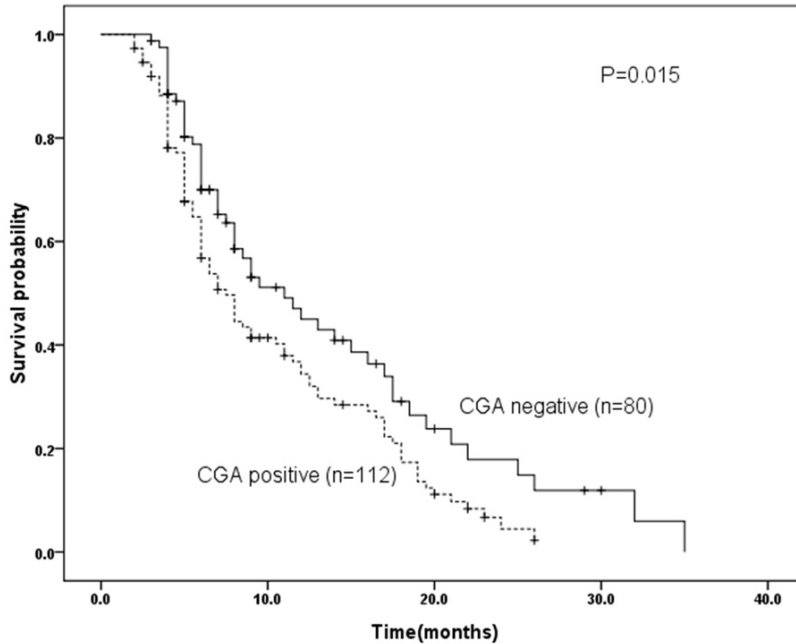 1.0
P=0.015
0.8
0.6
Survival probability
0.4
CGA negative (n=80)
0.2
CGA positive (n=112)
0.0
0.0 10.0 20.0 30.0 40.0
Time(months)